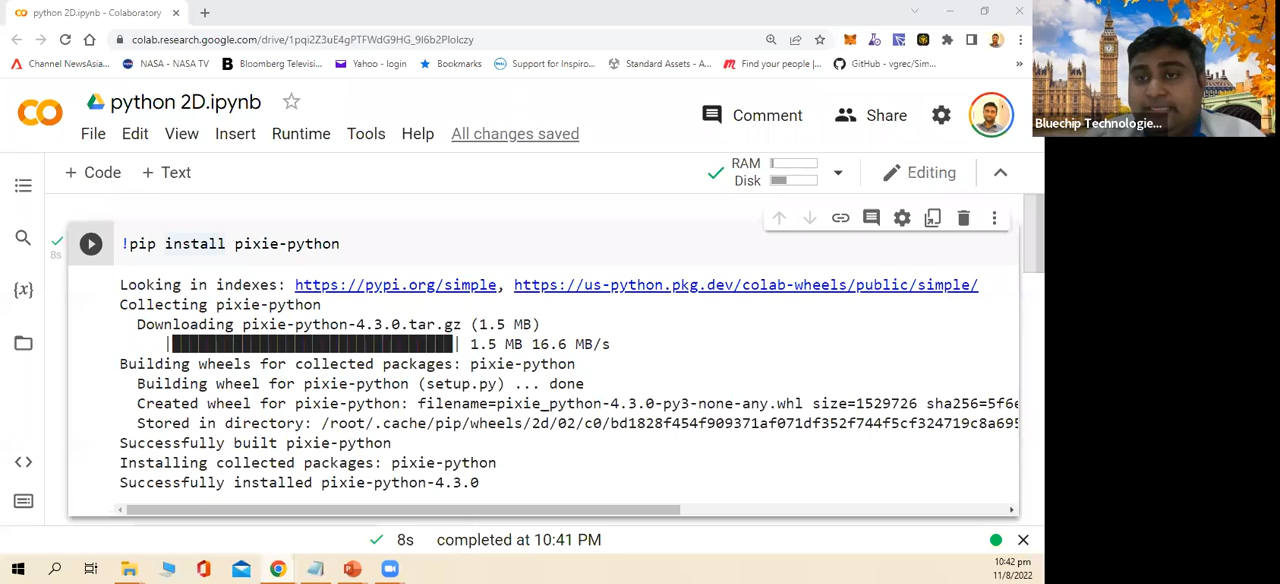 python 2D.ipynb - Colaboratory
colab.research.google.com/drive/1pqi2Z3uE4gPTFWdG9HG_9l6b2PIolczy
Channel NewsAsia... NASA - NASA TV Bloomberg Televisi... Yahoo - login Bookmarks Support for Inspiro... Standard Assets - A... Find your people |... GitHub - vgrec/Sim... »
Bluechip Technologie...
CO python 2D.ipynb
File Edit View Insert Runtime Tools Help All changes saved
Comment Share
+ Code + Text
RAM
Disk
Editing
!pip install pixie-python
8s
Looking in indexes: https://pypi.org/simple, https://us-python.pkg.dev/colab-wheels/public/simple/
Collecting pixie-python
Downloading pixie-python-4.3.0.tar.gz (1.5 MB)
| | 1.5 MB 16.6 MB/s
Building wheels for collected packages: pixie-python
Building wheel for pixie-python (setup.py) ... done
Created wheel for pixie-python: filename=pixie_python-4.3.0-py3-none-any.whl size=1529726 sha256=5f6e
Stored in directory: /root/.cache/pip/wheels/2d/02/c0/bd1828f454f909371af071df352f744f5cf324719c8a695
Successfully built pixie-python
Installing collected packages: pixie-python
Successfully installed pixie-python-4.3.0
{x}
<>
8s completed at 10:41 PM
10:42 pm
11/8/2022